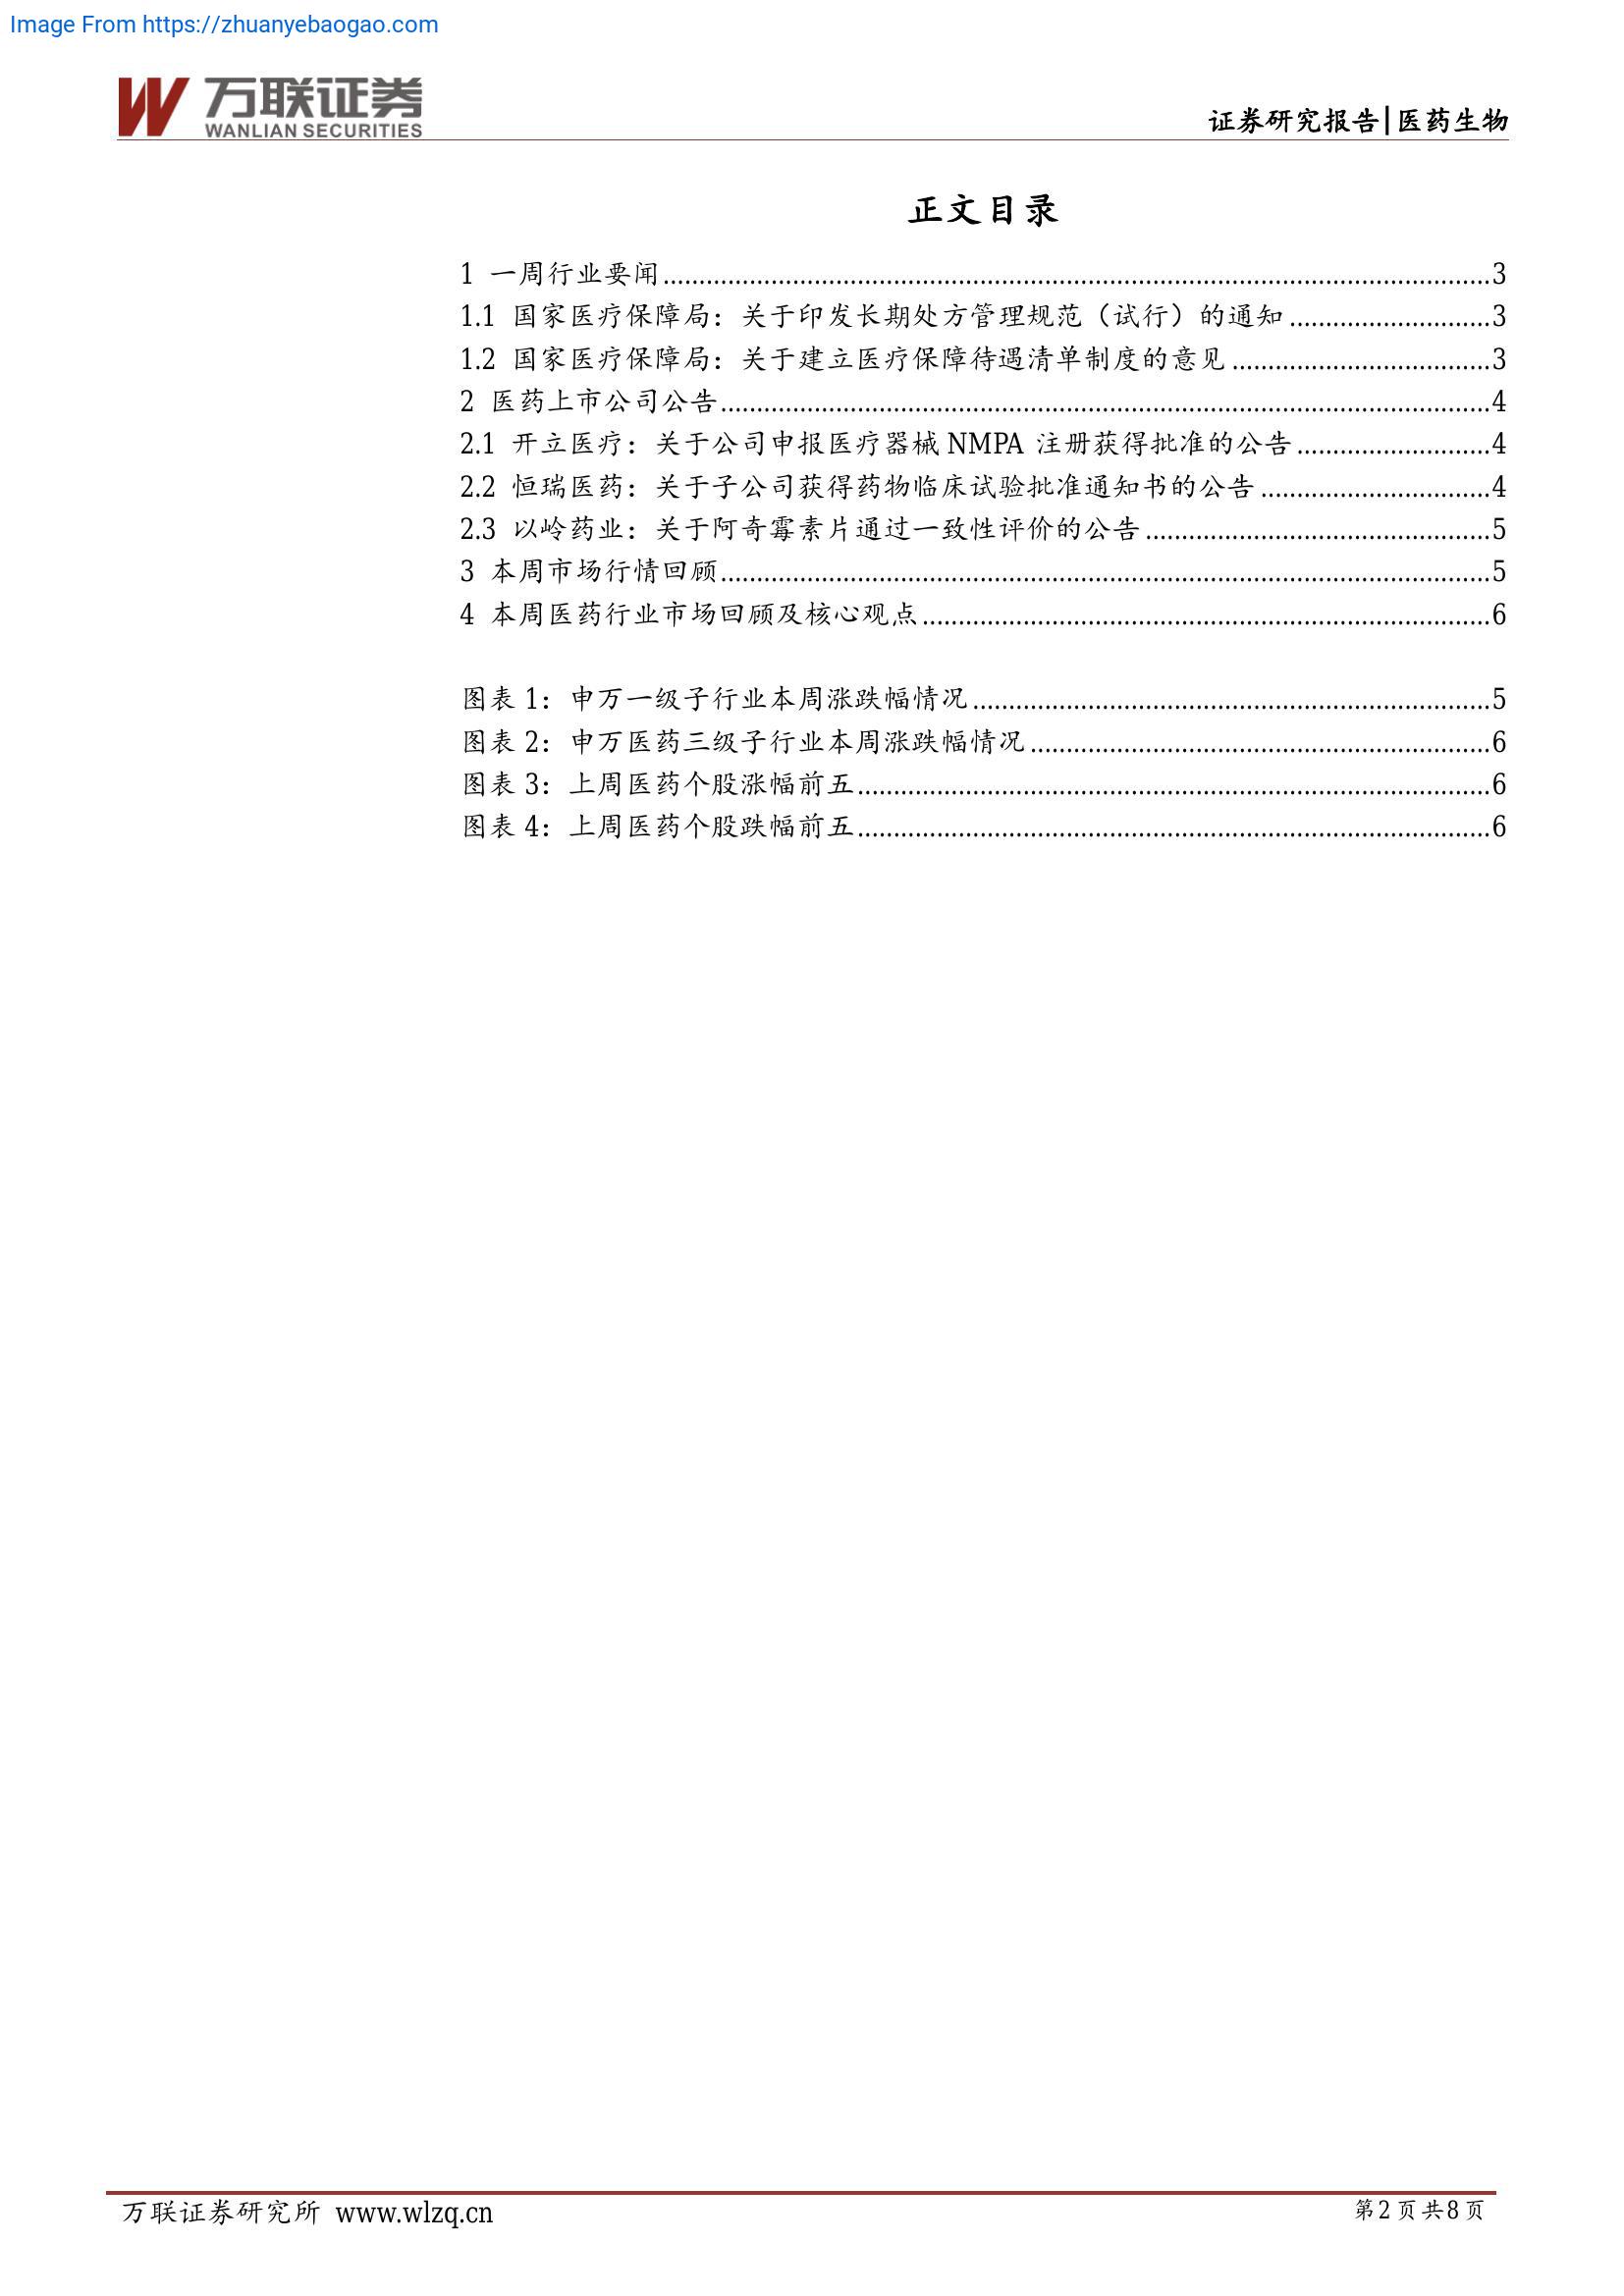 Image From https://zhuanyebaogao.com
万联证券
WANLIAN SECURITIES
证券研究报告|医药生物
正文目录
1 一周行业要闻........................................3
1.1 国家医疗保障局：关于印发长期处方管理规范（试行）的通知........................................3
1.2 国家医疗保障局：关于建立医疗保障待遇清单制度的意见........................................3
2 医药上市公司公告........................................4
2.1 开立医疗：关于公司申报医疗器械 NMPA 注册获得批准的公告........................................4
2.2 恒瑞医药：关于子公司获得药物临床试验批准通知书的公告........................................4
2.3 以岭药业：关于阿奇霉素片通过一致性评价的公告........................................5
3 本周市场行情回顾........................................5
4 本周医药行业市场回顾及核心观点........................................6
图表 1：申万一级子行业本周涨跌幅情况........................................5
图表 2：申万医药三级子行业本周涨跌幅情况........................................6
图表 3：上周医药个股涨幅前五........................................6
图表 4：上周医药个股跌幅前五........................................6
万联证券研究所 www.wlzq.cn
第 2 页 共 8 页